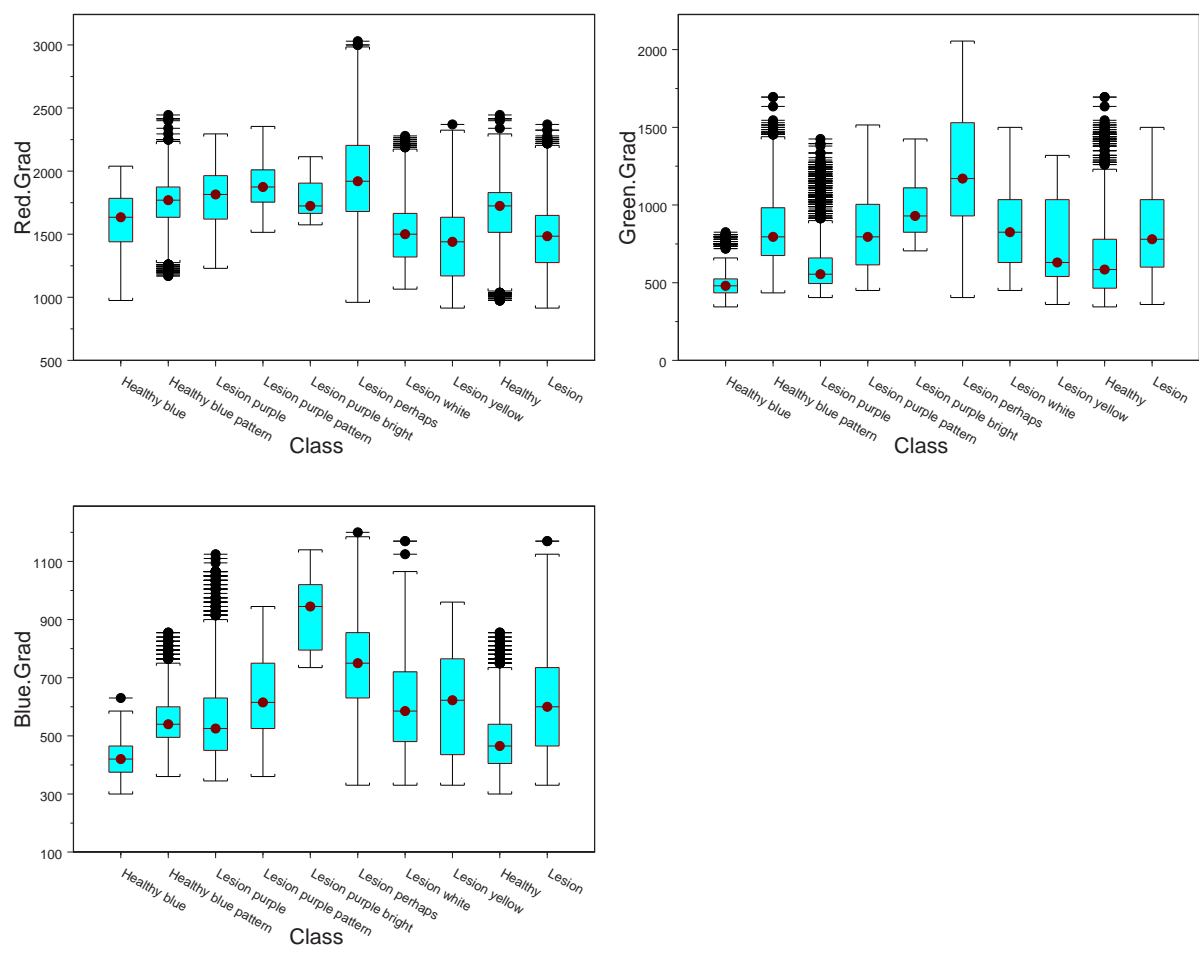 Red.Grad
3000
2500
2000
1500
1000
500
Healthy blue
Healthy blue pattern
Lesion purple
Lesion purple pattern
Lesion purple bright
Lesion perhaps
Lesion white
Lesion yellow
Healthy
Lesion
Class
Green.Grad
2000
1500
1000
500
0
Healthy blue
Healthy blue pattern
Lesion purple
Lesion purple pattern
Lesion purple bright
Lesion perhaps
Lesion white
Lesion yellow
Healthy
Lesion
Class
Blue.Grad
1100
900
700
500
300
100
Healthy blue
Healthy blue pattern
Lesion purple
Lesion purple pattern
Lesion purple bright
Lesion perhaps
Lesion white
Lesion yellow
Healthy
Lesion
Class